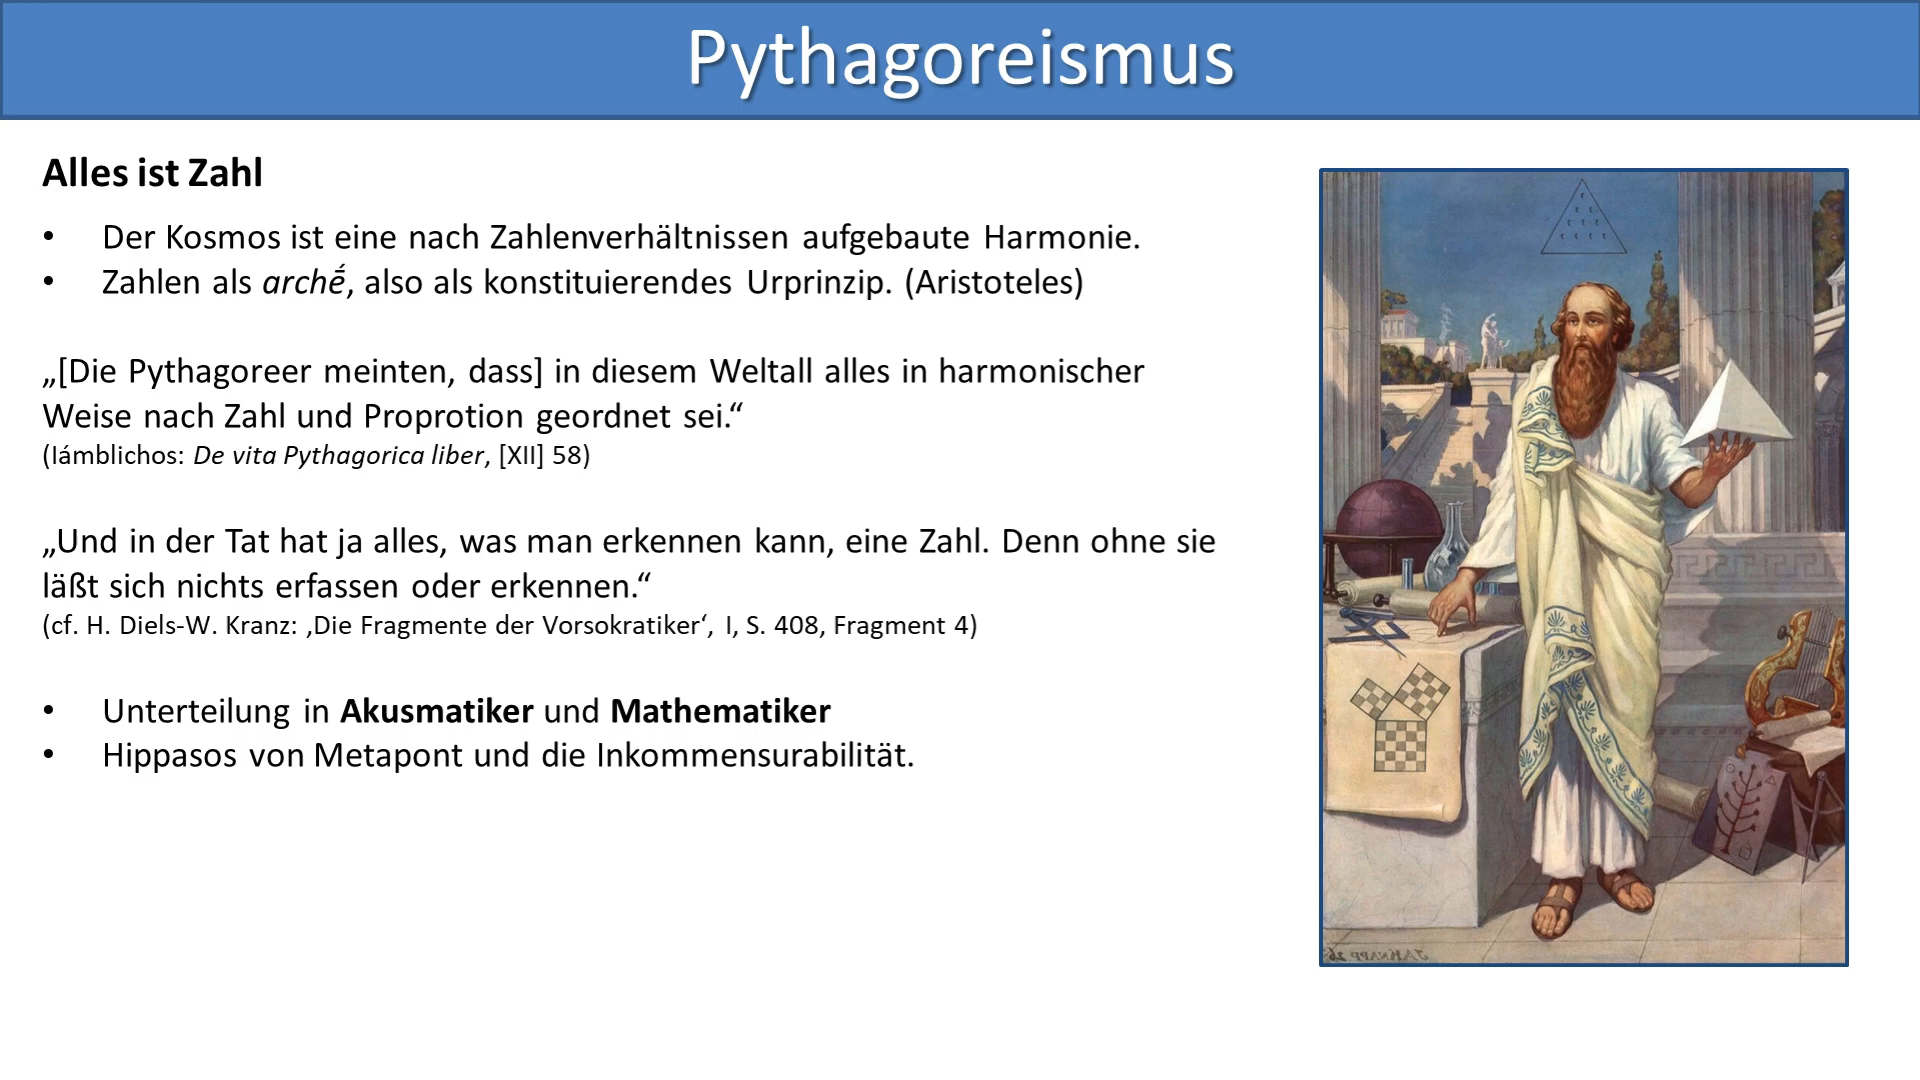 Pythagoreismus
Alles ist Zahl
• Der Kosmos ist eine nach Zahlenverhältnissen aufgebaute Harmonie.
• Zahlen als archḗ, also als konstituierendes Urprinzip. (Aristoteles)
„[Die Pythagoreer meinten, dass] in diesem Weltall alles in harmonischer
Weise nach Zahl und Proprotion geordnet sei.“
(Iámblichos: De vita Pythagorica liber, [XII] 58)
„Und in der Tat hat ja alles, was man erkennen kann, eine Zahl. Denn ohne sie
läßt sich nichts erfassen oder erkennen.“
(cf. H. Diels-W. Kranz: ‚Die Fragmente der Vorsokratiker‘, I, S. 408, Fragment 4)
• Unterteilung in Akusmatiker und Mathematiker
• Hippasos von Metapont und die Inkommensurabilität.
JAKNAPP 26